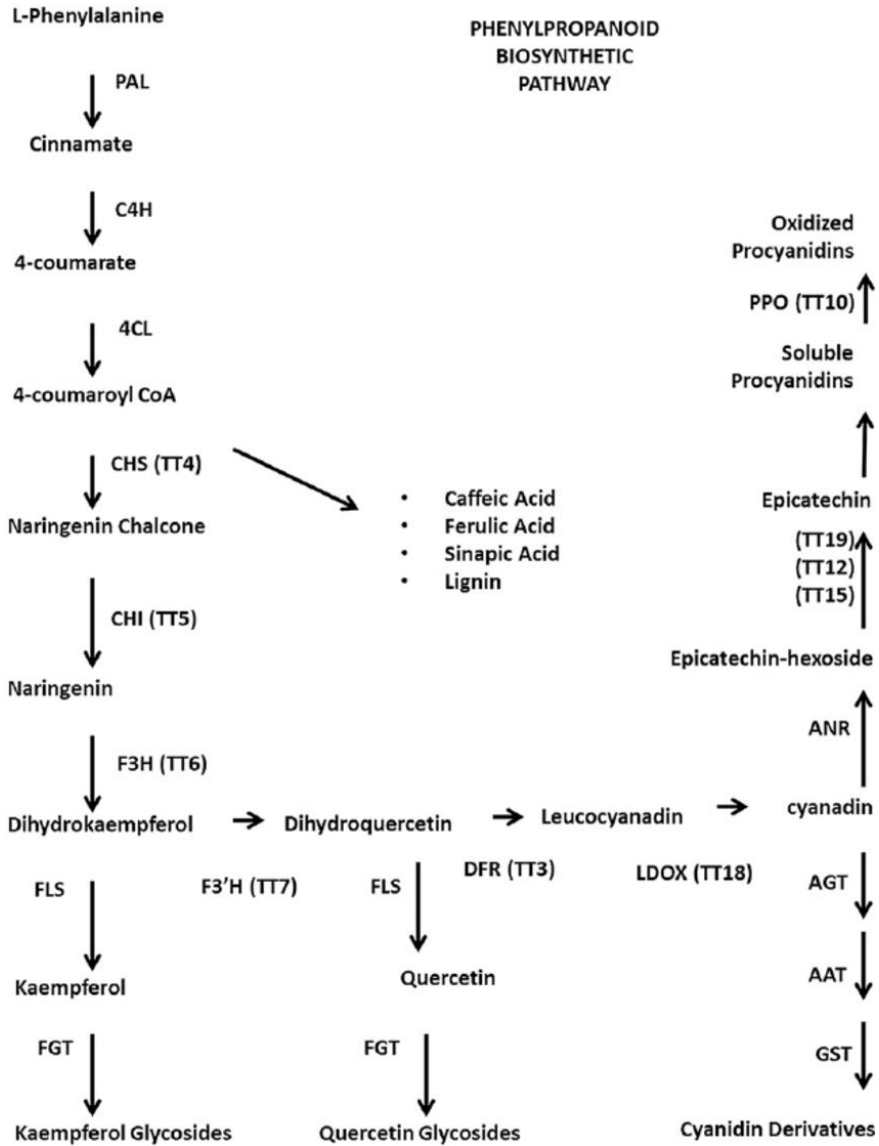 L-Phenylalanine
PHENYLPROPANOID
BIOSYNTHETIC
PATHWAY
PAL
Cinnamate
C4H
4-coumarate
4CL
4-coumaroyl CoA
CHS (TT4)
Naringenin Chalcone
CHI (TT5)
Naringenin
F3H (TT6)
• Caffeic Acid
• Ferulic Acid
• Sinapic Acid
• Lignin
Oxidized
Procyanidins
PPO (TT10)
Soluble
Procyanidins
Epicatechin
(TT19)
(TT12)
(TT15)
Epicatechin-hexoside
ANR
Dihydrokaempferol
Dihydroquercetin
Leucocyanadin
cyanadin
FLS
F3'H (TT7)
FLS
DFR (TT3)
LDOX (TT18)
AGT
Kaempferol
Quercetin
AAT
FGT
FGT
GST
Kaempferol Glycosides
Quercetin Glycosides
Cyanidin Derivatives